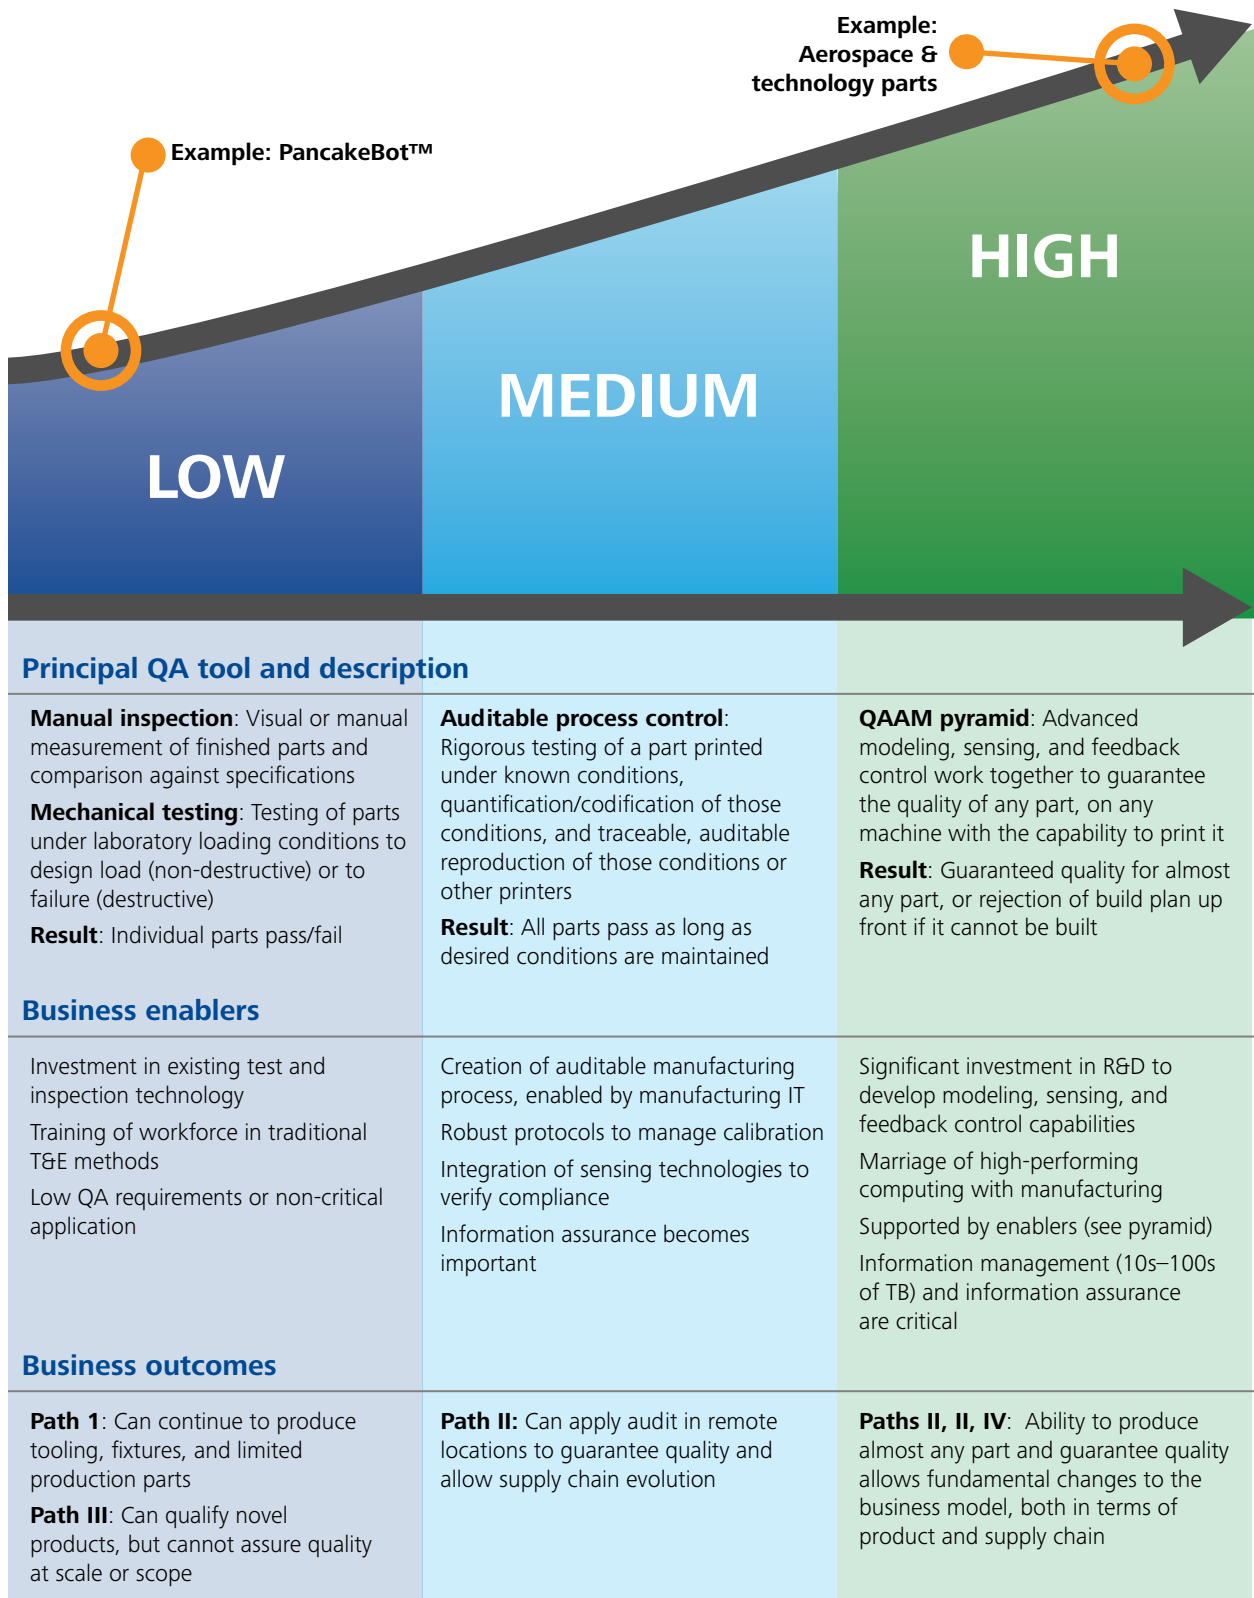 Example:
Aerospace &
technology parts
Example: PancakeBot™
HIGH
MEDIUM
LOW
Principal QA tool and description
Manual inspection: Visual or manual
measurement of finished parts and
comparison against specifications
Mechanical testing: Testing of parts
under laboratory loading conditions to
design load (non-destructive) or to
failure (destructive)
Result: Individual parts pass/fail
Auditable process control:
Rigorous testing of a part printed
under known conditions,
quantification/codification of those
conditions, and traceable, auditable
reproduction of those conditions or
other printers
Result: All parts pass as long as
desired conditions are maintained
QAAM pyramid: Advanced
modeling, sensing, and feedback
control work together to guarantee
the quality of any part, on any
machine with the capability to print it
Result: Guaranteed quality for almost
any part, or rejection of build plan up
front if it cannot be built
Business enablers
Investment in existing test and
inspection technology
Training of workforce in traditional
T&E methods
Low QA requirements or non-critical
application
Creation of auditable manufacturing
process, enabled by manufacturing IT
Robust protocols to manage calibration
Integration of sensing technologies to
verify compliance
Information assurance becomes
important
Significant investment in R&D to
develop modeling, sensing, and
feedback control capabilities
Marriage of high-performing
computing with manufacturing
Supported by enablers (see pyramid)
Information management (10s–100s
of TB) and information assurance
are critical
Business outcomes
Path 1: Can continue to produce
tooling, fixtures, and limited
production parts
Path III: Can qualify novel
products, but cannot assure quality
at scale or scope
Path II: Can apply audit in remote
locations to guarantee quality and
allow supply chain evolution
Paths II, II, IV: Ability to produce
almost any part and guarantee quality
allows fundamental changes to the
business model, both in terms of
product and supply chain